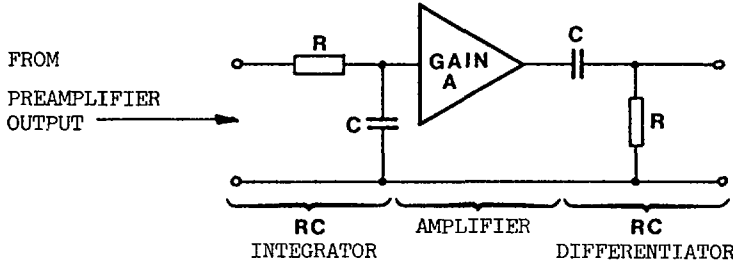 FROM
PREAMPLIFIER
OUTPUT
R
C
GAIN
A
C
R
RC
INTEGRATOR
AMPLIFIER
RC
DIFFERENTIATOR